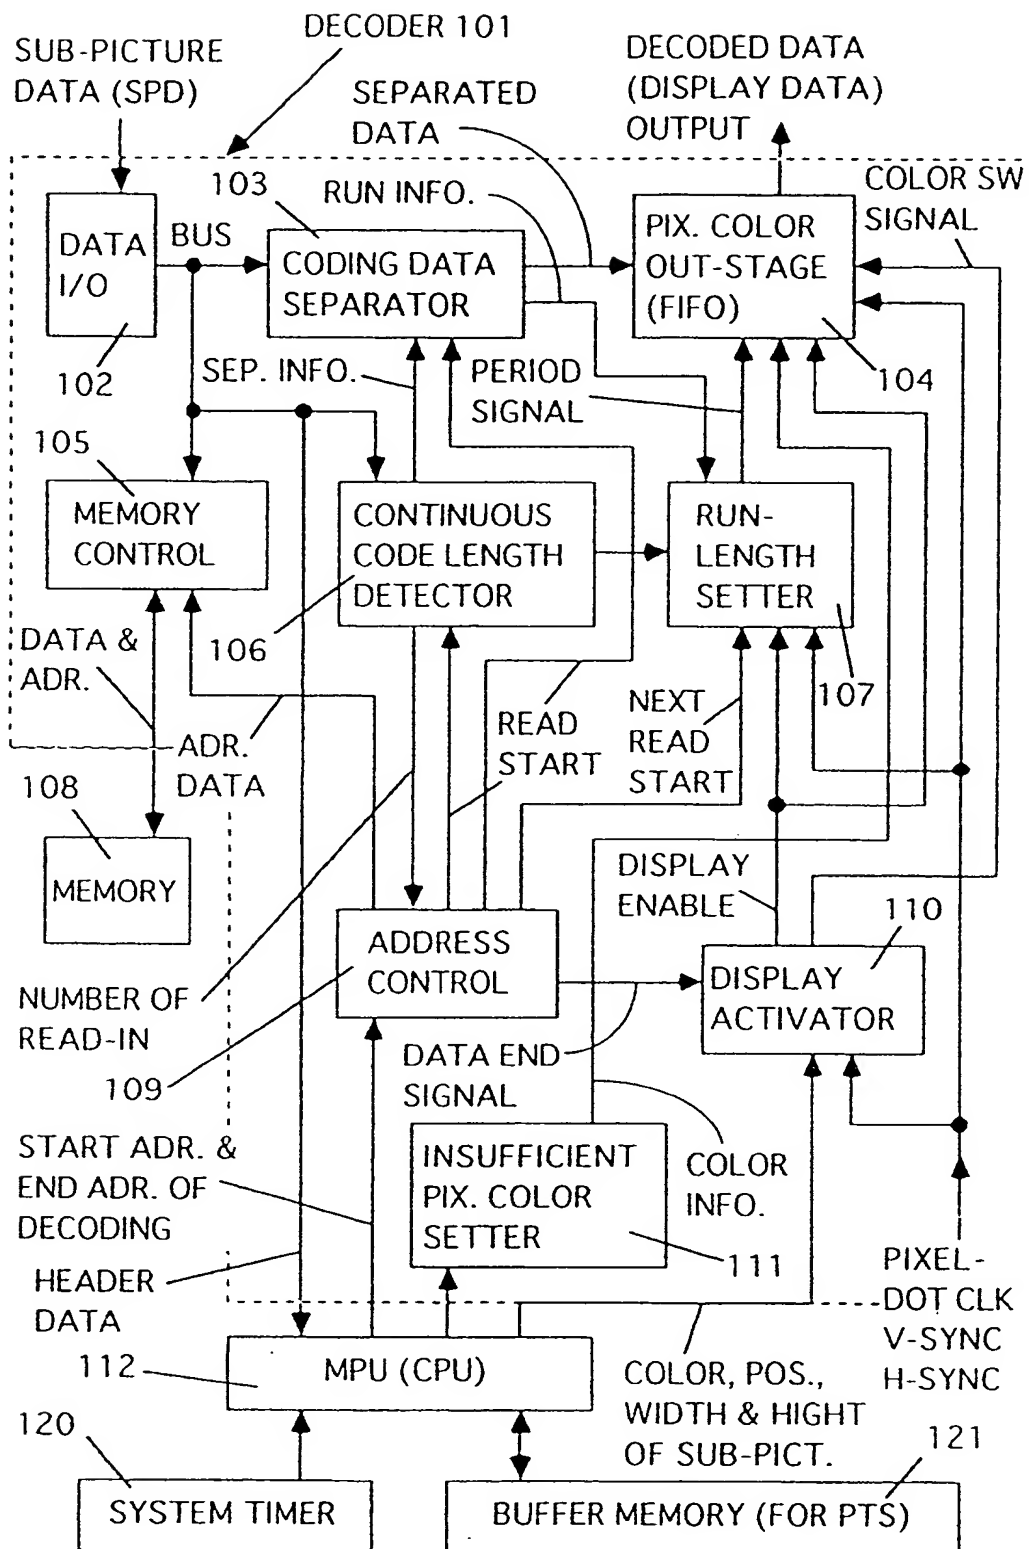 DECODER 101
SUB-PICTURE
DATA (SPD)
SEPARATED
DATA
DECODED DATA
(DISPLAY DATA)
OUTPUT
103
RUN INFO.
COLOR SW
SIGNAL
DATA
I/O
BUS
CODING DATA
SEPARATOR
PIX. COLOR
OUT-STAGE
(FIFO)
102
SEP. INFO.
PERIOD
SIGNAL
104
105
MEMORY
CONTROL
CONTINUOUS
CODE LENGTH
DETECTOR
RUN-
LENGTH
SETTER
DATA &
ADR.
106
107
READ
START
NEXT
READ
START
ADR.
DATA
108
MEMORY
DISPLAY
ENABLE
110
ADDRESS
CONTROL
DISPLAY
ACTIVATOR
NUMBER OF
READ-IN
109
DATA END
SIGNAL
START ADR. &
END ADR. OF
DECODING
INSUFFICIENT
PIX. COLOR
SETTER
COLOR
INFO.
111
HEADER
DATA
PIXEL-
DOT CLK
V-SYNC
H-SYNC
112
MPU (CPU)
COLOR, POS.,
WIDTH & HIGHT
OF SUB-PICT.
120
121
SYSTEM TIMER
BUFFER MEMORY (FOR PTS)